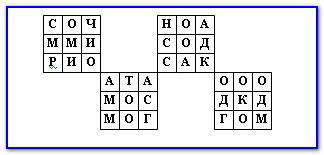 С О Ч Н О А
М М И С О Д
Р И О С А К
А Т А О О О
М О С Д К Д
М О Г Г О М